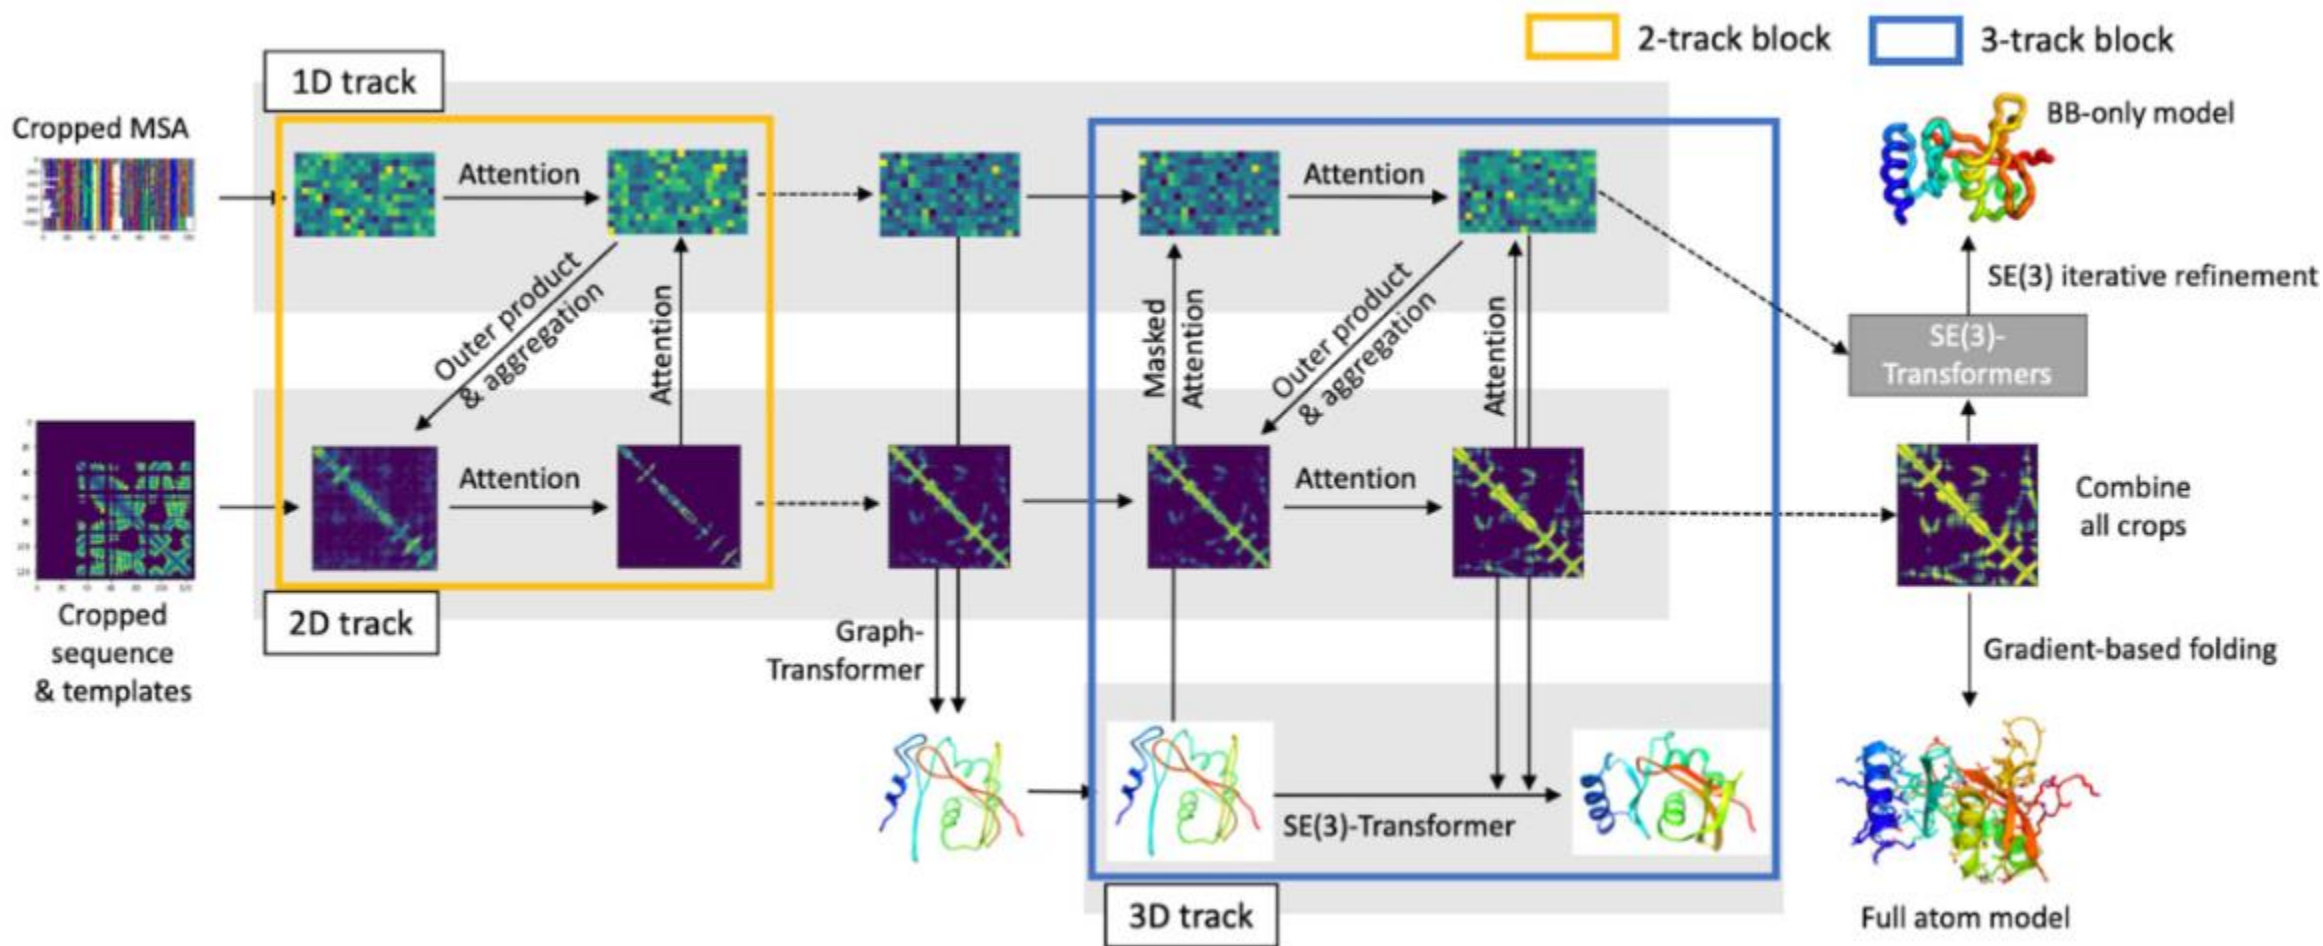 2-track block
3-track block
1D track
Cropped MSA
BB-only model
Attention
Attention
SE(3) iterative refinement
Outer product
& aggregation
Attention
Masked
Attention
Outer product
& aggregation
Attention
SE(3)-
Transformers
Attention
Attention
Combine
all crops
Cropped
sequence
& templates
2D track
Graph-
Transformer
Gradient-based folding
SE(3)-Transformer
3D track
Full atom model